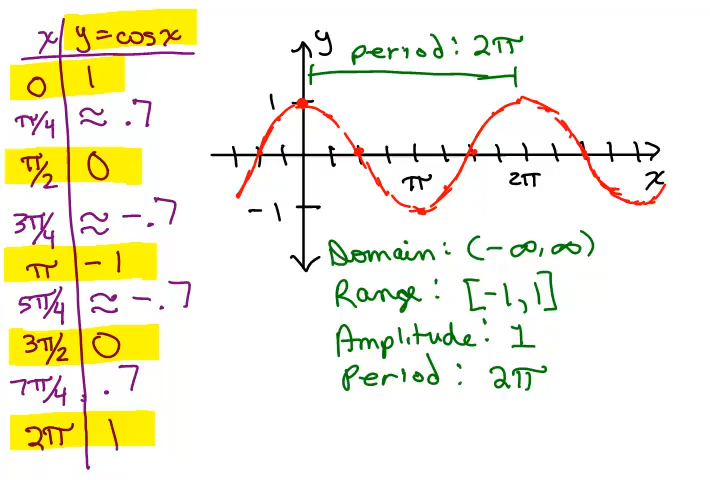 x y = cos x
0 1
π/4 ≈ .7
π/2 0
3π/4 ≈ -.7
π -1
5π/4 ≈ -.7
3π/2 0
7π/4 .7
2π 1
y
period: 2π
1
π 2π x
-1
Domain: (-∞,∞)
Range: [-1,1]
Amplitude: 1
Period: 2π